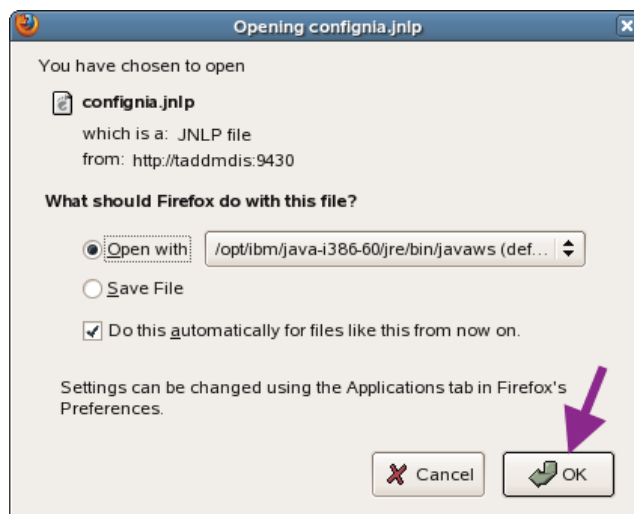 Opening confignia.jnlp
You have chosen to open
confignia.jnlp
which is a: JNLP file
from: http://taddmdis:9430
What should Firefox do with this file?
Open with /opt/ibm/java-i386-60/jre/bin/javaws (def...
Save File
Do this automatically for files like this from now on.
Settings can be changed using the Applications tab in Firefox's
Preferences.
Cancel OK